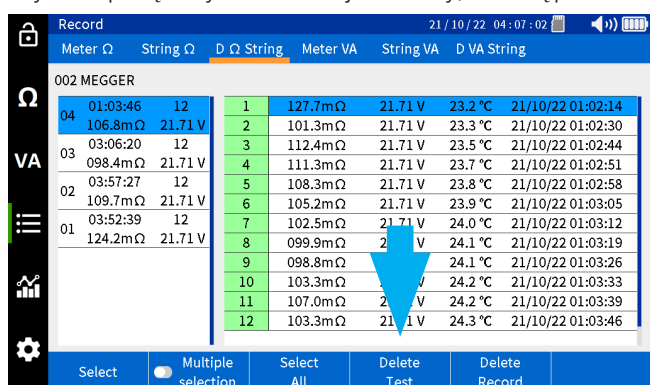 Record 21/10/22 04:07:02
Meter Ω String Ω D Ω String Meter VA String VA D VA String
002 MEGGER
Ω
VA
04 01:03:46 12
106.8mΩ 21.71 V
03 03:06:20 12
098.4mΩ 21.71 V
02 03:57:27 12
109.7mΩ 21.71 V
01 03:52:39 12
124.2mΩ 21.71 V
1 127.7mΩ 21.71 V 23.2 ℃ 21/10/22 01:02:14
2 101.3mΩ 21.71 V 23.3 ℃ 21/10/22 01:02:30
3 112.4mΩ 21.71 V 23.5 ℃ 21/10/22 01:02:44
4 111.3mΩ 21.71 V 23.7 ℃ 21/10/22 01:02:51
5 108.3mΩ 21.71 V 23.8 ℃ 21/10/22 01:02:58
6 105.2mΩ 21.71 V 23.9 ℃ 21/10/22 01:03:05
7 102.5mΩ 21.71 V 24.0 ℃ 21/10/22 01:03:12
8 099.9mΩ V 24.1 ℃ 21/10/22 01:03:19
9 098.8mΩ 24.1 ℃ 21/10/22 01:03:26
10 103.3mΩ V 24.2 ℃ 21/10/22 01:03:33
11 107.0mΩ V 24.2 ℃ 21/10/22 01:03:39
12 103.3mΩ V 24.3 ℃ 21/10/22 01:03:46
Select
Multiple
selection
Select
All
Delete
Test
Delete
Record